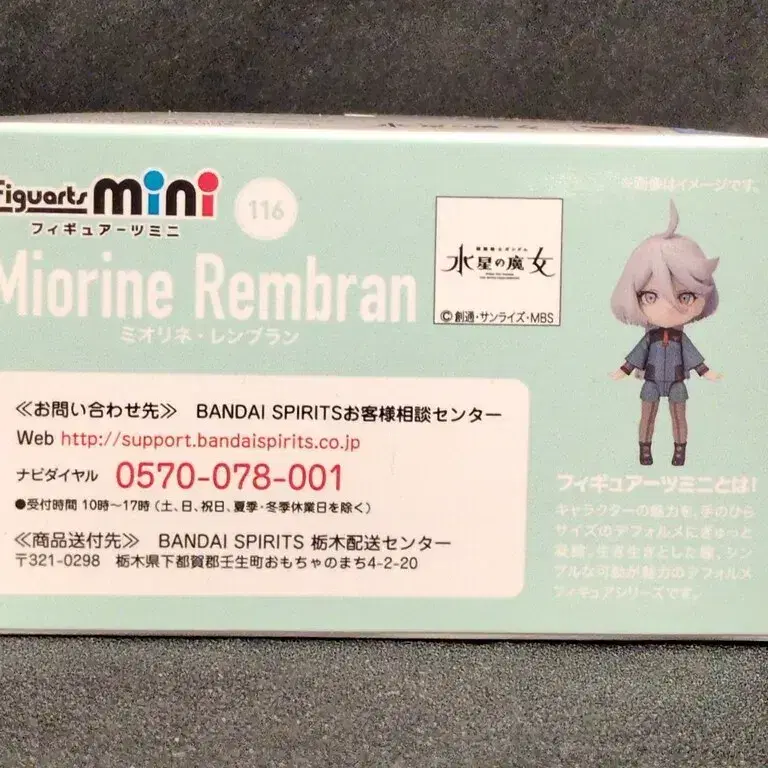 Figuarts mini
フィギュアーツミニ
116
Miorine Rembran
ミオリネ・レンブラン
水星の魔女
©創通・サンライズ・MBS
※画像はイメージです。
≪お問い合わせ先≫ BANDAI SPIRITSお客様相談センター
Web http://support.bandaispirits.co.jp
ナビダイヤル 0570-078-001
●受付時間 10時～17時(土、日、祝日、夏季・冬季休業日を除く)
≪商品送付先≫ BANDAI SPIRITS 栃木配送センター
〒321-0298 栃木県下都賀郡壬生町おもちゃのまち4-2-20
フィギュアーツミニとは！
キャラクターの魅力を、手のひら
サイズのデフォルメにぎゅっと
凝縮。生き生きとした瞳、シン
プルな可動が魅力のデフォルメ
フィギュアシリーズです。